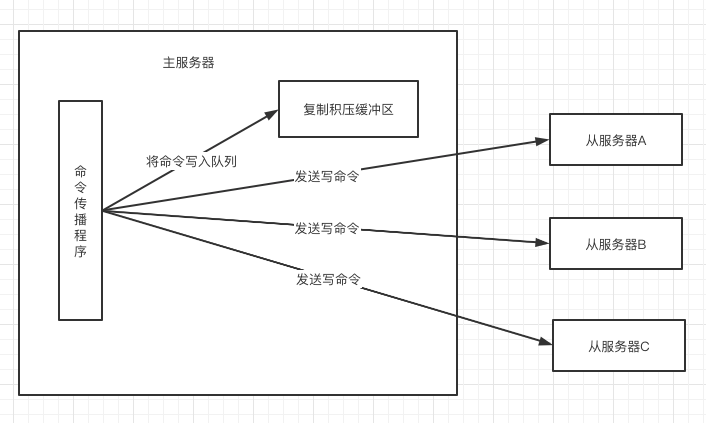 主服务器
复制积压缓冲区
命令传播程序
将命令写入队列
发送写命令
从服务器A
发送写命令
从服务器B
发送写命令
从服务器C